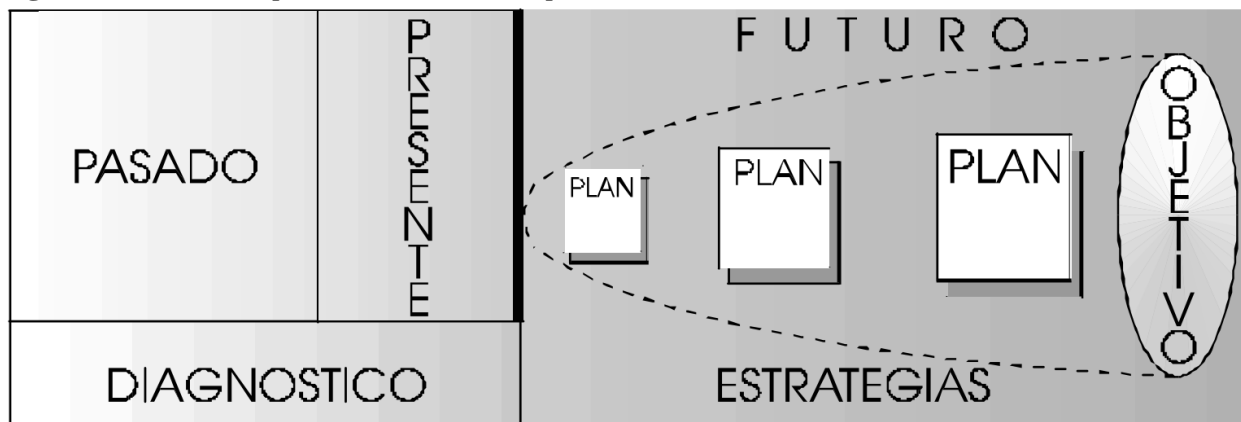 PASADO
PRESENTE
FUTURO
PLAN
PLAN
PLAN
OBJETIVO
DIAGNOSTICO
ESTRATEGIAS